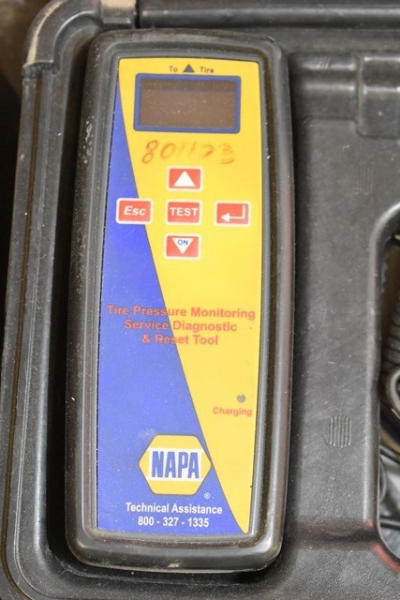 To ▲ Tire
801123
Esc
TEST
ON
Tire Pressure Monitoring
Service Diagnostic
& Reset Tool
Charging
NAPA
®
Technical Assistance
800 - 327 - 1335